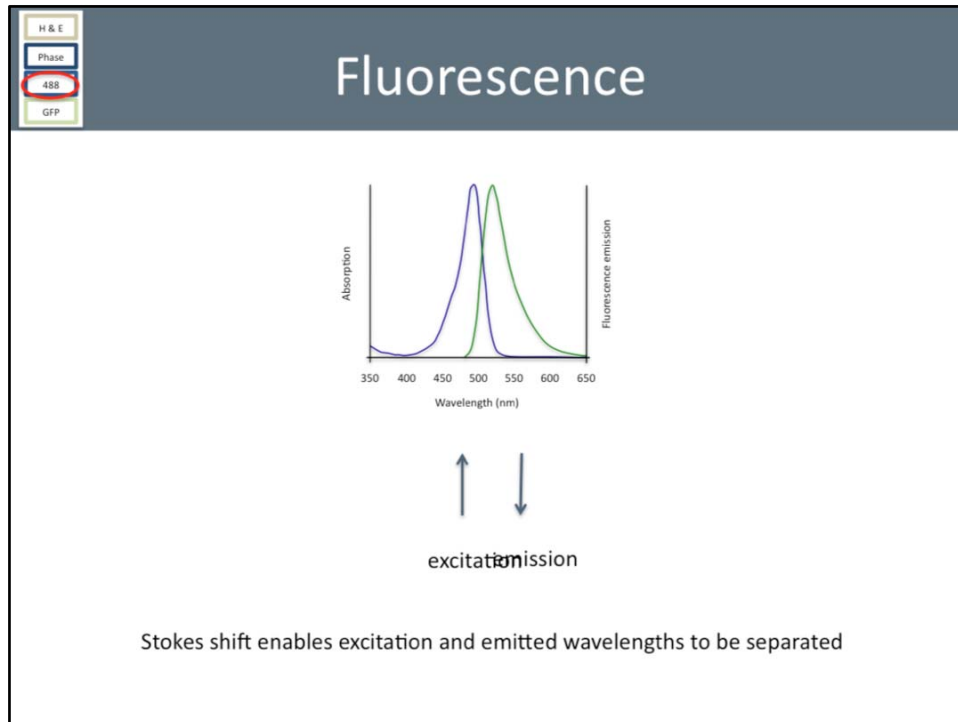 H & E
Phase
488
GFP
Fluorescence
Absorption
Fluorescence emission
350 400 450 500 550 600 650
Wavelength (nm)
excitation emission
Stokes shift enables excitation and emitted wavelengths to be separated